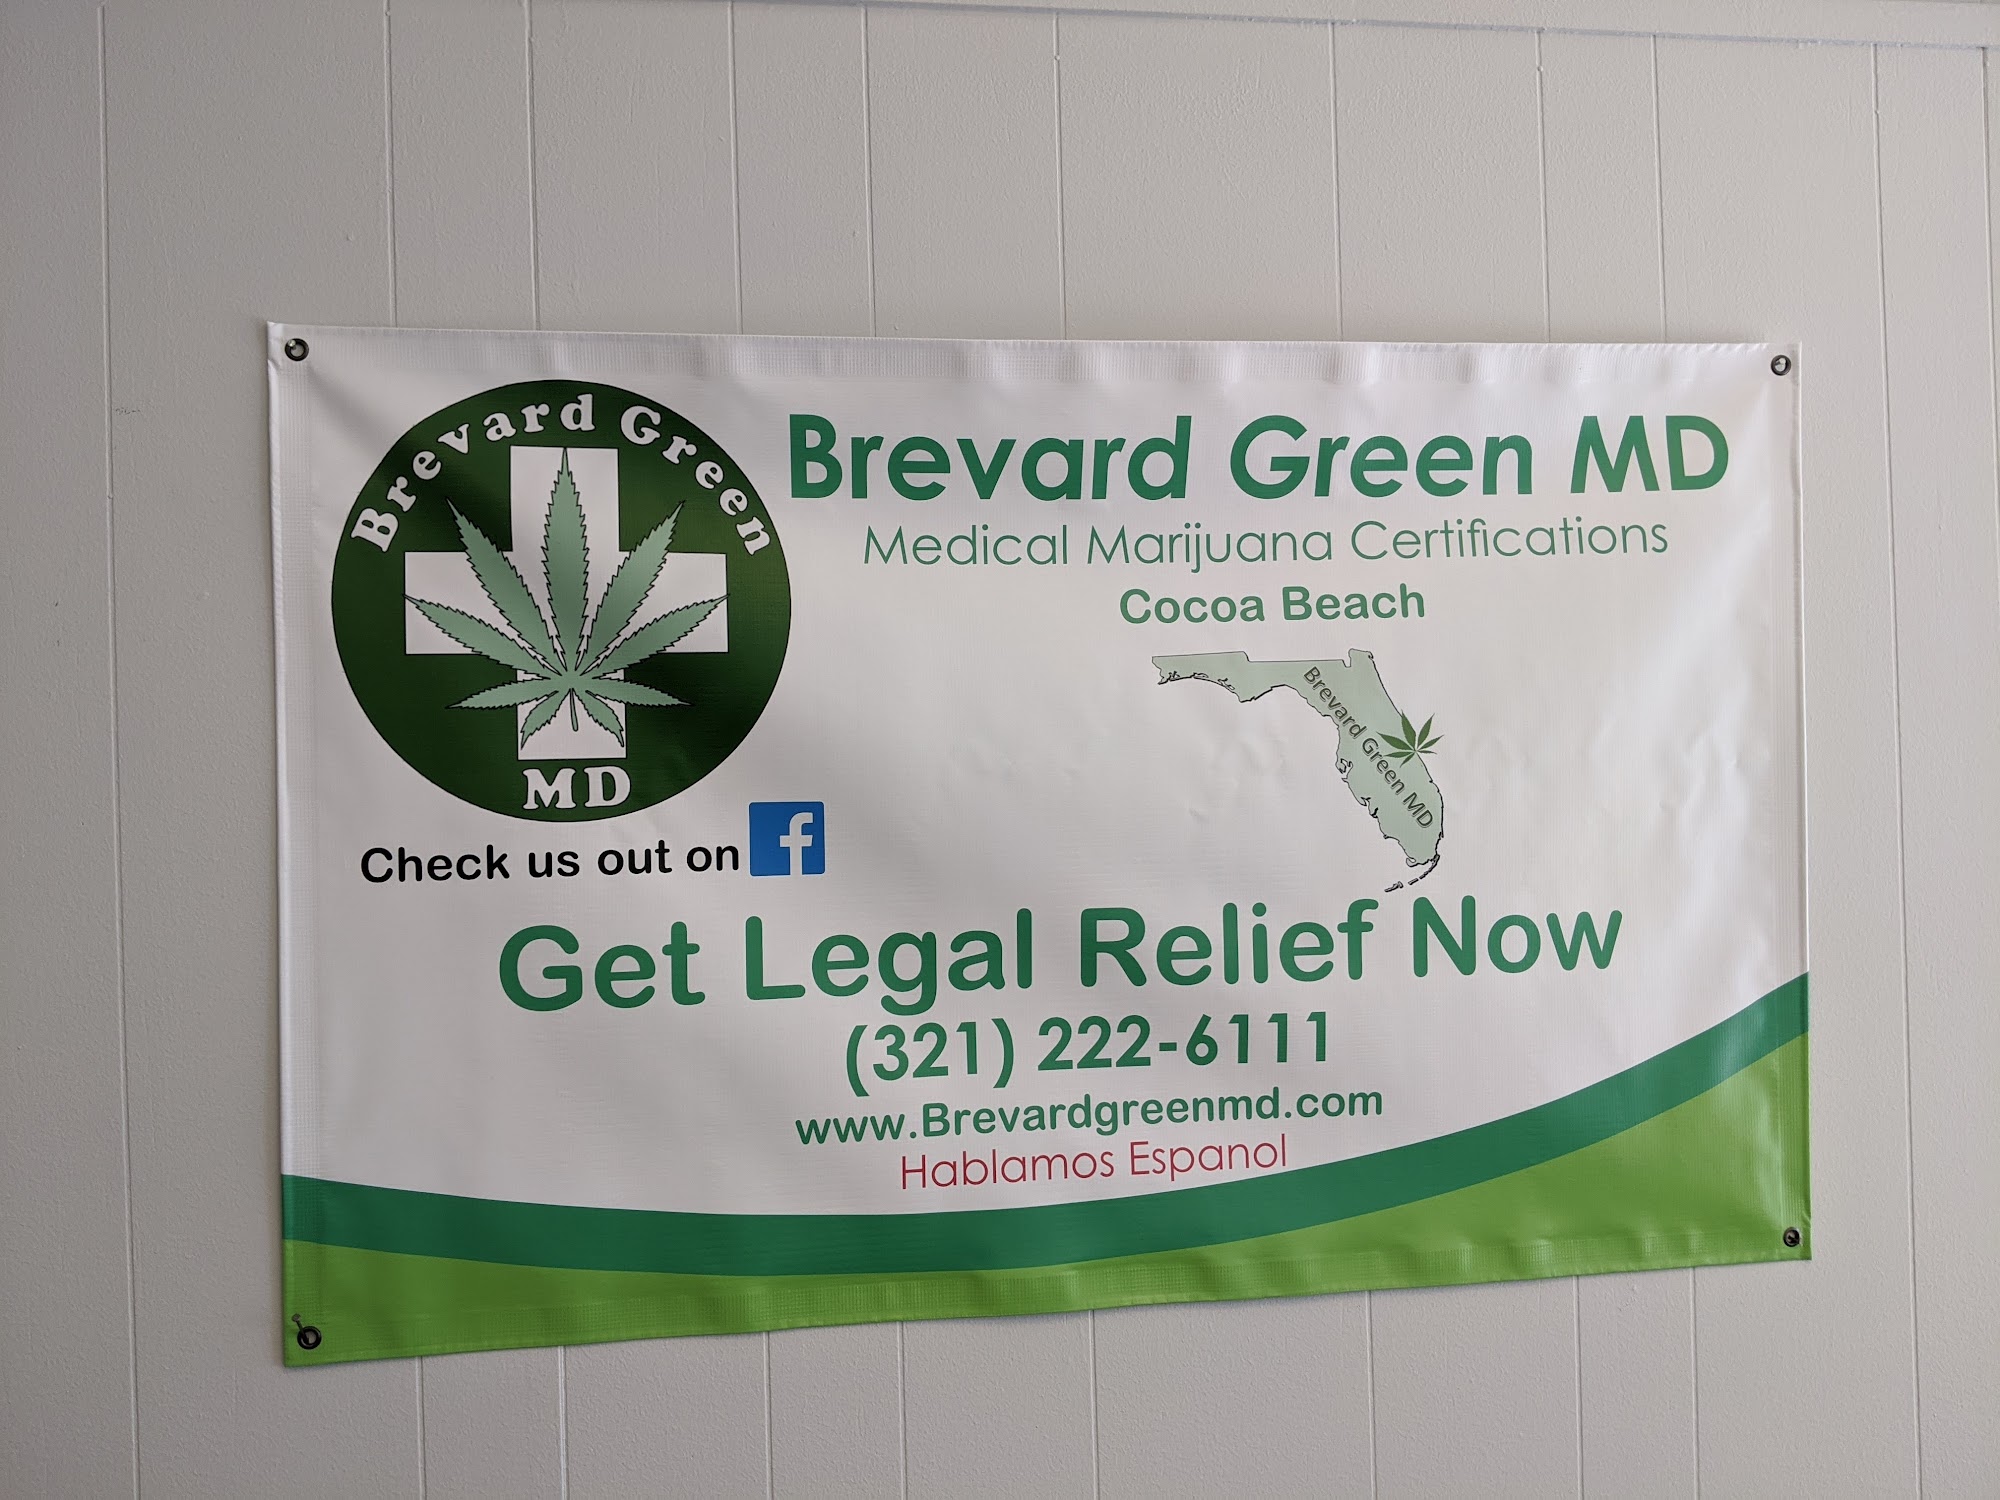 Brevard Green
MD
Check us out on f
Brevard Green MD
Medical Marijuana Certifications
Cocoa Beach
Brevard Green MD
Get Legal Relief Now
(321) 222-6111
www.Brevardgreenmd.com
Hablamos Espanol